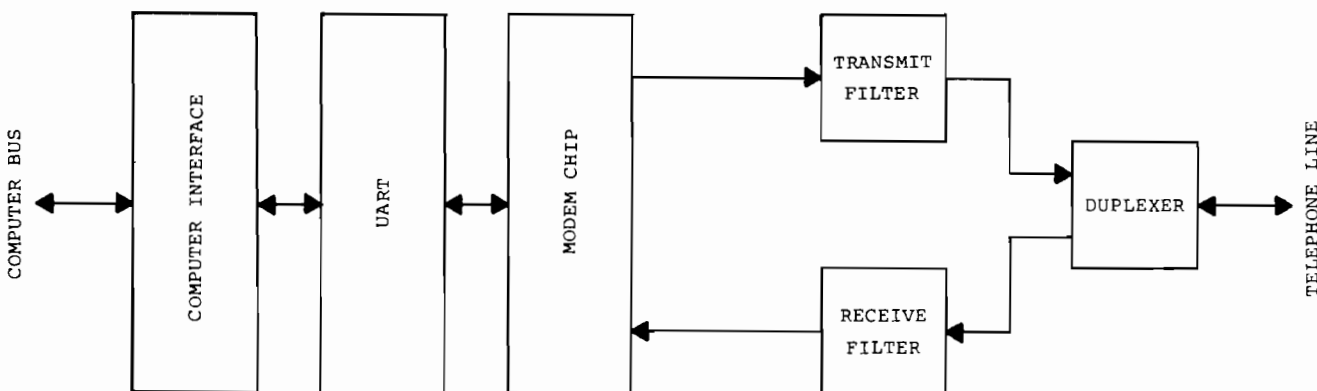 COMPUTER BUS
COMPUTER INTERFACE
UART
MODEM CHIP
TRANSMIT
FILTER
RECEIVE
FILTER
DUPLEXER
TELEPHONE LINE